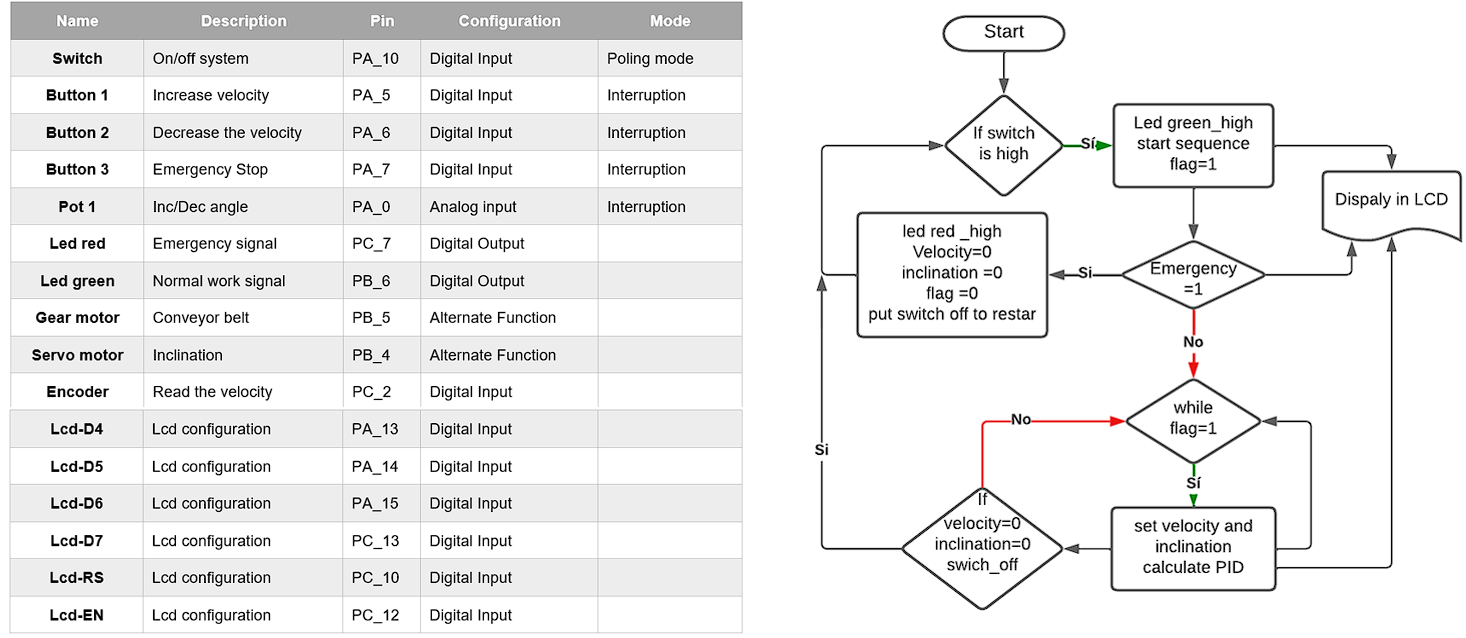 Name Description Pin Configuration Mode
Switch On/off system PA_10 Digital Input Poling mode
Button 1 Increase velocity PA_5 Digital Input Interruption
Button 2 Decrease the velocity PA_6 Digital Input Interruption
Button 3 Emergency Stop PA_7 Digital Input Interruption
Pot 1 Inc/Dec angle PA_0 Analog input Interruption
Led red Emergency signal PC_7 Digital Output
Led green Normal work signal PB_6 Digital Output
Gear motor Conveyor belt PB_5 Alternate Function
Servo motor Inclination PB_4 Alternate Function
Encoder Read the velocity PC_2 Digital Input
Lcd-D4 Lcd configuration PA_13 Digital Input
Lcd-D5 Lcd configuration PA_14 Digital Input
Lcd-D6 Lcd configuration PA_15 Digital Input
Lcd-D7 Lcd configuration PC_13 Digital Input
Lcd-RS Lcd configuration PC_10 Digital Input
Lcd-EN Lcd configuration PC_12 Digital Input
Start
If switch
is high
Sí
Led green_high
start sequence
flag=1
Dispaly in LCD
led red _high
Velocity=0
inclination =0
flag =0
put switch off to restar
Si
Emergency
=1
No
while
flag=1
No
Si
Sí
If
velocity=0
inclination=0
swich_off
set velocity and
inclination
calculate PID